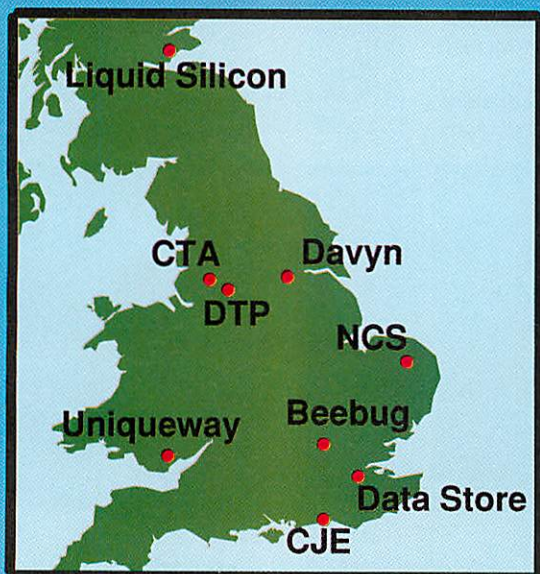 Liquid Silicon
CTA
Davyn
DTP
NCS
Uniqueway
Beebug
Data Store
CJE